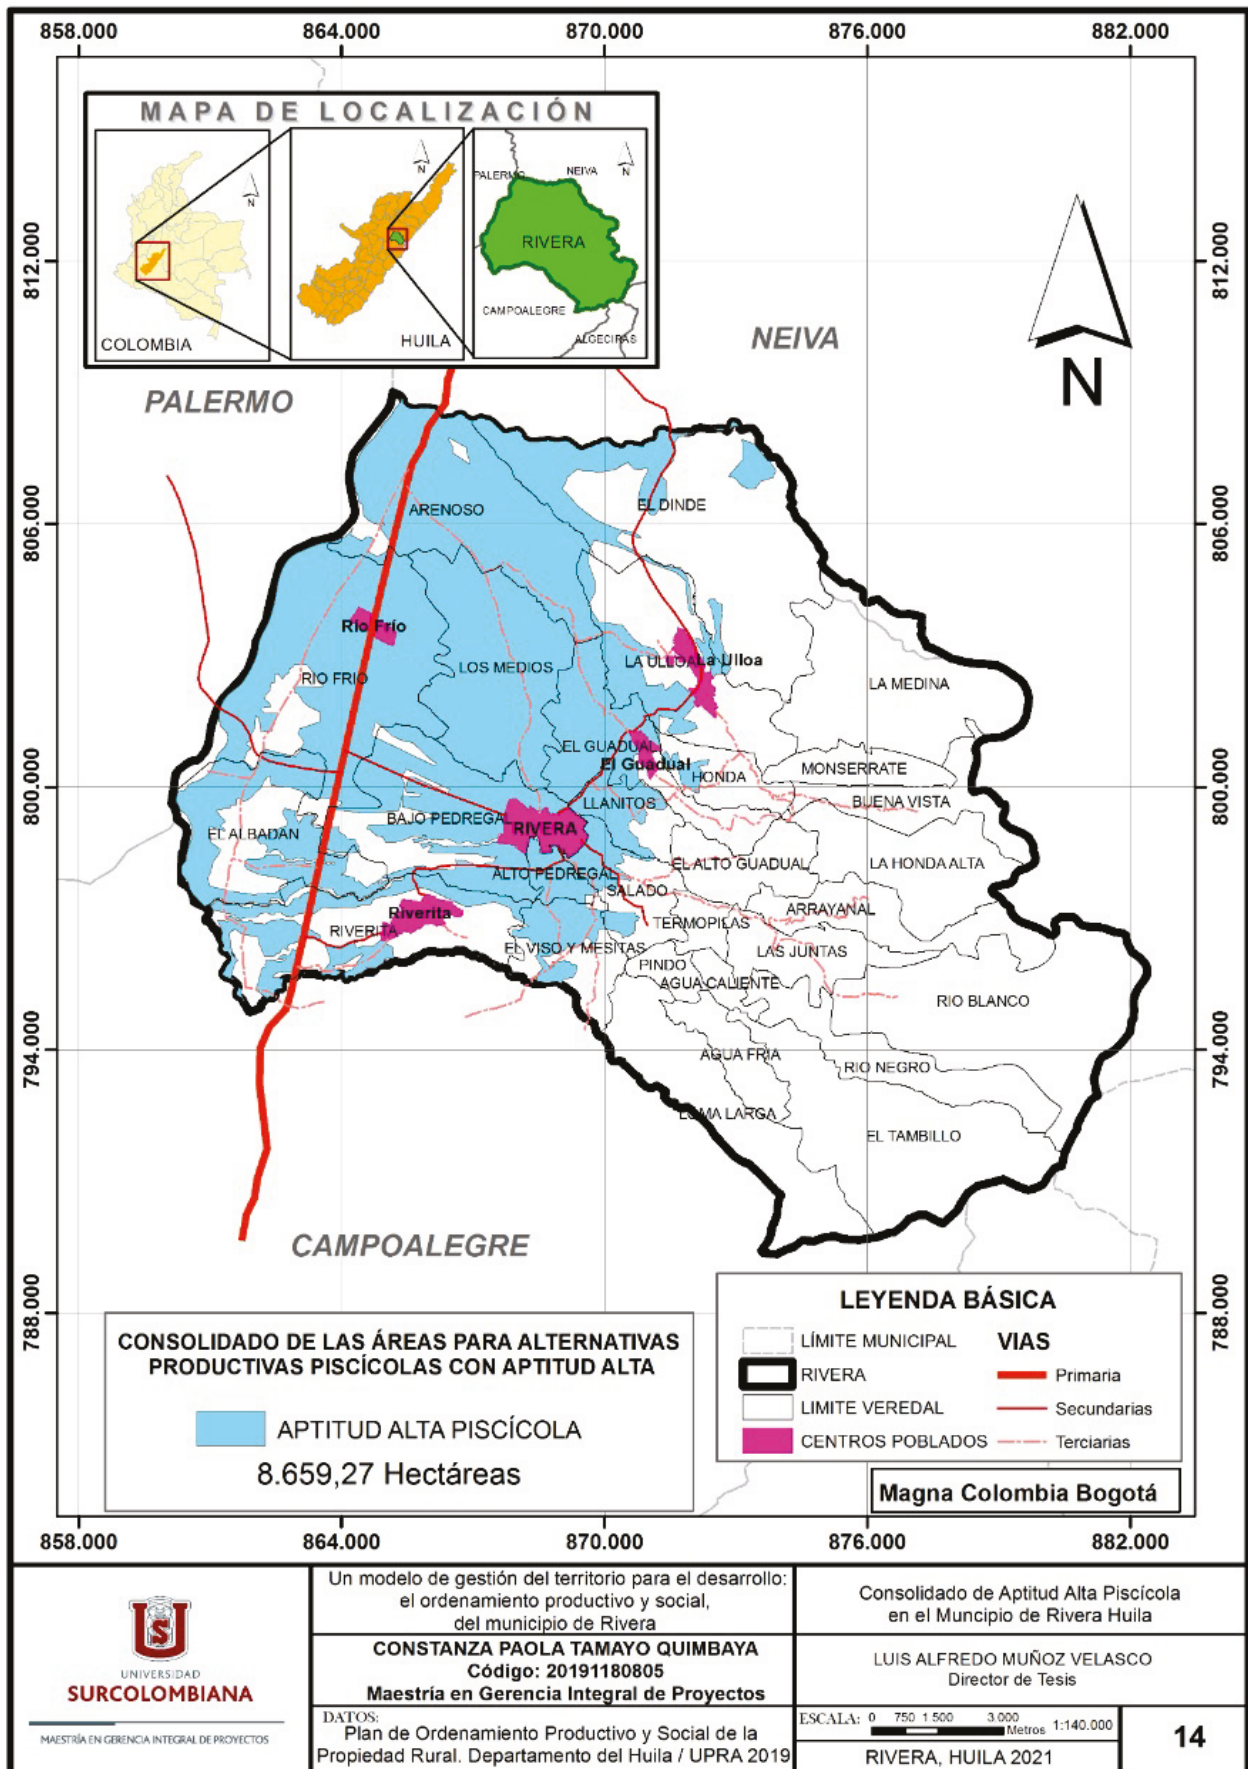 858.000 864.000 870.000 876.000 882.000
MAPA DE LOCALIZACIÓN
N
COLOMBIA
N
HUILA
PALERMO
NEIVA
N
RIVERA
CAMPOALEGRE
ALGECIRAS
812.000
812.000
NEIVA
N
PALERMO
806.000
806.000
ARENOSO
EL DINDE
Río Frío
RIO FRIO
LOS MEDIOS
LA ULLOA
La Ulloa
LA MEDINA
EL GUADUAL
El Guadual
HONDA
MONSERRATE
800.000
800.000
LLANITOS
BUENA VISTA
EL ALBADAN
BAJO PEDREGAL
RIVERA
EL ALTO GUADUAL
LA HONDA ALTA
ALTO PEDREGAL
SALADO
Riverita
RIVERITA
TERMOPILAS
ARRAYANAL
EL VISO Y MESITAS
LAS JUNTAS
PINDO
AGUA CALIENTE
RIO BLANCO
794.000
794.000
AGUA FRIA
RIO NEGRO
LOMA LARGA
EL TAMBILLO
CAMPOALEGRE
788.000
788.000
CONSOLIDADO DE LAS ÁREAS PARA ALTERNATIVAS
PRODUCTIVAS PISCÍCOLAS CON APTITUD ALTA
APTITUD ALTA PISCÍCOLA
8.659,27 Hectáreas
LEYENDA BÁSICA
LÍMITE MUNICIPAL
RIVERA
LIMITE VEREDAL
CENTROS POBLADOS
VIAS
Primaria
Secundarias
Terciarias
Magna Colombia Bogotá
858.000 864.000 870.000 876.000 882.000
UNIVERSIDAD
SURCOLOMBIANA
MAESTRÍA EN GERENCIA INTEGRAL DE PROYECTOS
Un modelo de gestión del territorio para el desarrollo:
el ordenamiento productivo y social,
del municipio de Rivera
CONSTANZA PAOLA TAMAYO QUIMBAYA
Código: 20191180805
Maestría en Gerencia Integral de Proyectos
DATOS:
Plan de Ordenamiento Productivo y Social de la
Propiedad Rural. Departamento del Huila / UPRA 2019
Consolidado de Aptitud Alta Piscícola
en el Muncipio de Rivera Huila
LUIS ALFREDO MUÑOZ VELASCO
Director de Tesis
ESCALA: 0 750 1.500 3.000 Metros 1:140.000
RIVERA, HUILA 2021
14